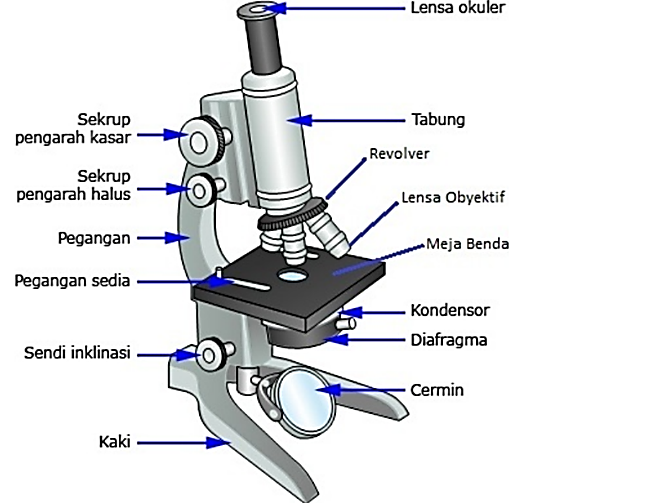 Lensa okuler
Sekrup
pengarah kasar
Tabung
Revolver
Sekrup
pengarah halus
Lensa Obyektif
Pegangan
Meja Benda
Pegangan sedia
Kondensor
Diafragma
Sendi inklinasi
Cermin
Kaki